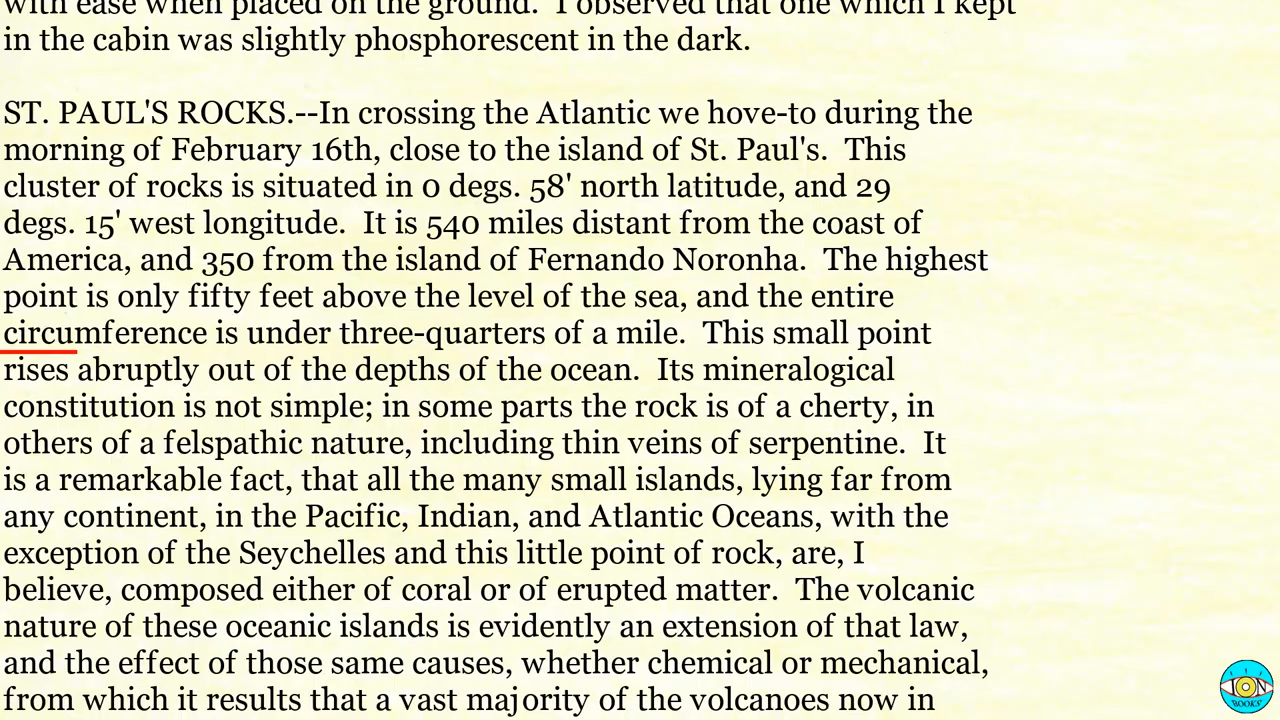 with ease when placed on the ground.  I observed that one which I kept
in the cabin was slightly phosphorescent in the dark.
ST. PAUL'S ROCKS.--In crossing the Atlantic we hove-to during the
morning of February 16th, close to the island of St. Paul's.  This
cluster of rocks is situated in 0 degs. 58' north latitude, and 29
degs. 15' west longitude.  It is 540 miles distant from the coast of
America, and 350 from the island of Fernando Noronha.  The highest
point is only fifty feet above the level of the sea, and the entire
circumference is under three-quarters of a mile.  This small point
rises abruptly out of the depths of the ocean.  Its mineralogical
constitution is not simple; in some parts the rock is of a cherty, in
others of a felspathic nature, including thin veins of serpentine.  It
is a remarkable fact, that all the many small islands, lying far from
any continent, in the Pacific, Indian, and Atlantic Oceans, with the
exception of the Seychelles and this little point of rock, are, I
believe, composed either of coral or of erupted matter.  The volcanic
nature of these oceanic islands is evidently an extension of that law,
and the effect of those same causes, whether chemical or mechanical,
from which it results that a vast majority of the volcanoes now in
ION
BOOKS